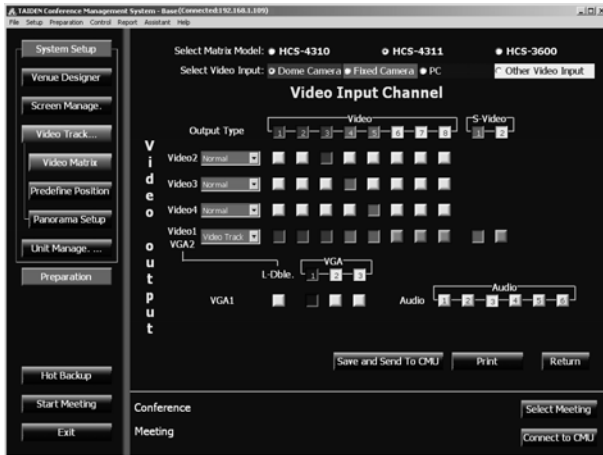 TAIDEN Conference Management System - Base(Connected:192.168.1.109)
File Setup Preparation Control Report Assistant Help
System Setup
Venue Designer
Screen Manage.
Video Track...
Video Matrix
Predefine Position
Panorama Setup
Unit Manage. ...
Preparation
Hot Backup
Start Meeting
Exit
Select Matrix Model: HCS-4310 HCS-4311 HCS-3600
Select Video Input: Dome Camera Fixed Camera PC Other Video Input
Video Input Channel
Video S-Video
Output Type 1 2 3 4 5 6 7 8 1 2
Video output
Video2 Normal
Video3 Normal
Video4 Normal
Video1 Video Track
VGA2
VGA
L-Dble. 1 2 3
Audio
VGA1 Audio 1 2 3 4 5 6
Save and Send To CMU Print Return
Conference Select Meeting
Meeting Connect to CMU